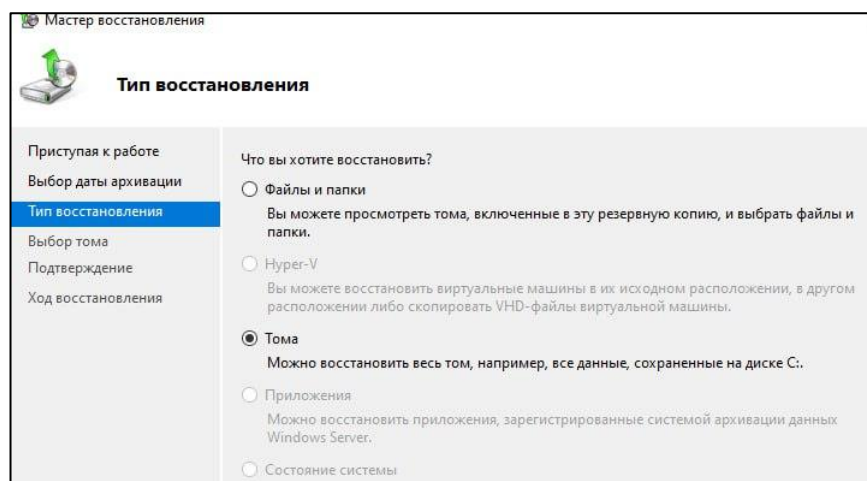 Мастер восстановления
Тип восстановления
Приступая к работе
Выбор даты архивации
Тип восстановления
Выбор тома
Подтверждение
Ход восстановления
Что вы хотите восстановить?
Файлы и папки
Вы можете просмотреть тома, включенные в эту резервную копию, и выбрать файлы и
папки.
Hyper-V
Вы можете восстановить виртуальные машины в их исходном расположении, в другом
расположении либо скопировать VHD-файлы виртуальной машины.
Тома
Можно восстановить весь том, например, все данные, сохраненные на диске C:.
Приложения
Можно восстановить приложения, зарегистрированные системой архивации данных
Windows Server.
Состояние системы